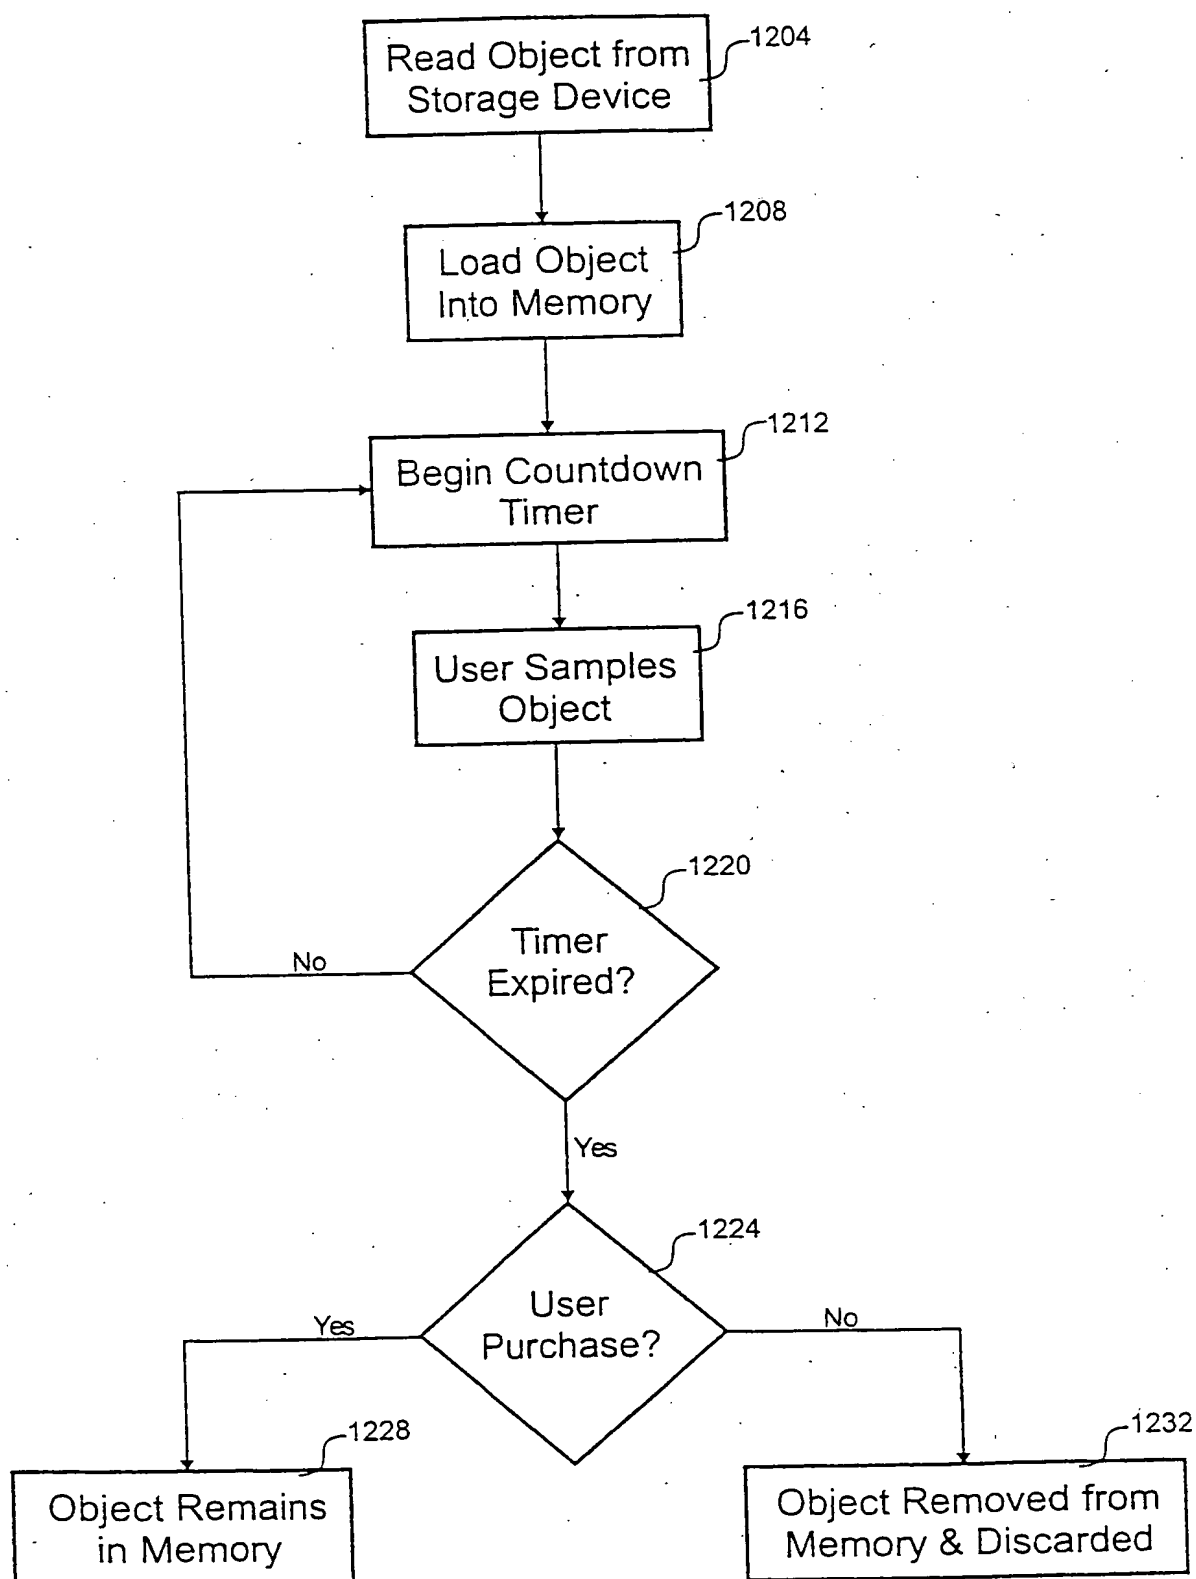 Read Object from
Storage Device
1204
Load Object
Into Memory
1208
Begin Countdown
Timer
1212
User Samples
Object
1216
Timer
Expired?
1220
No
Yes
User
Purchase?
1224
Yes
No
Object Remains
in Memory
1228
Object Removed from
Memory & Discarded
1232